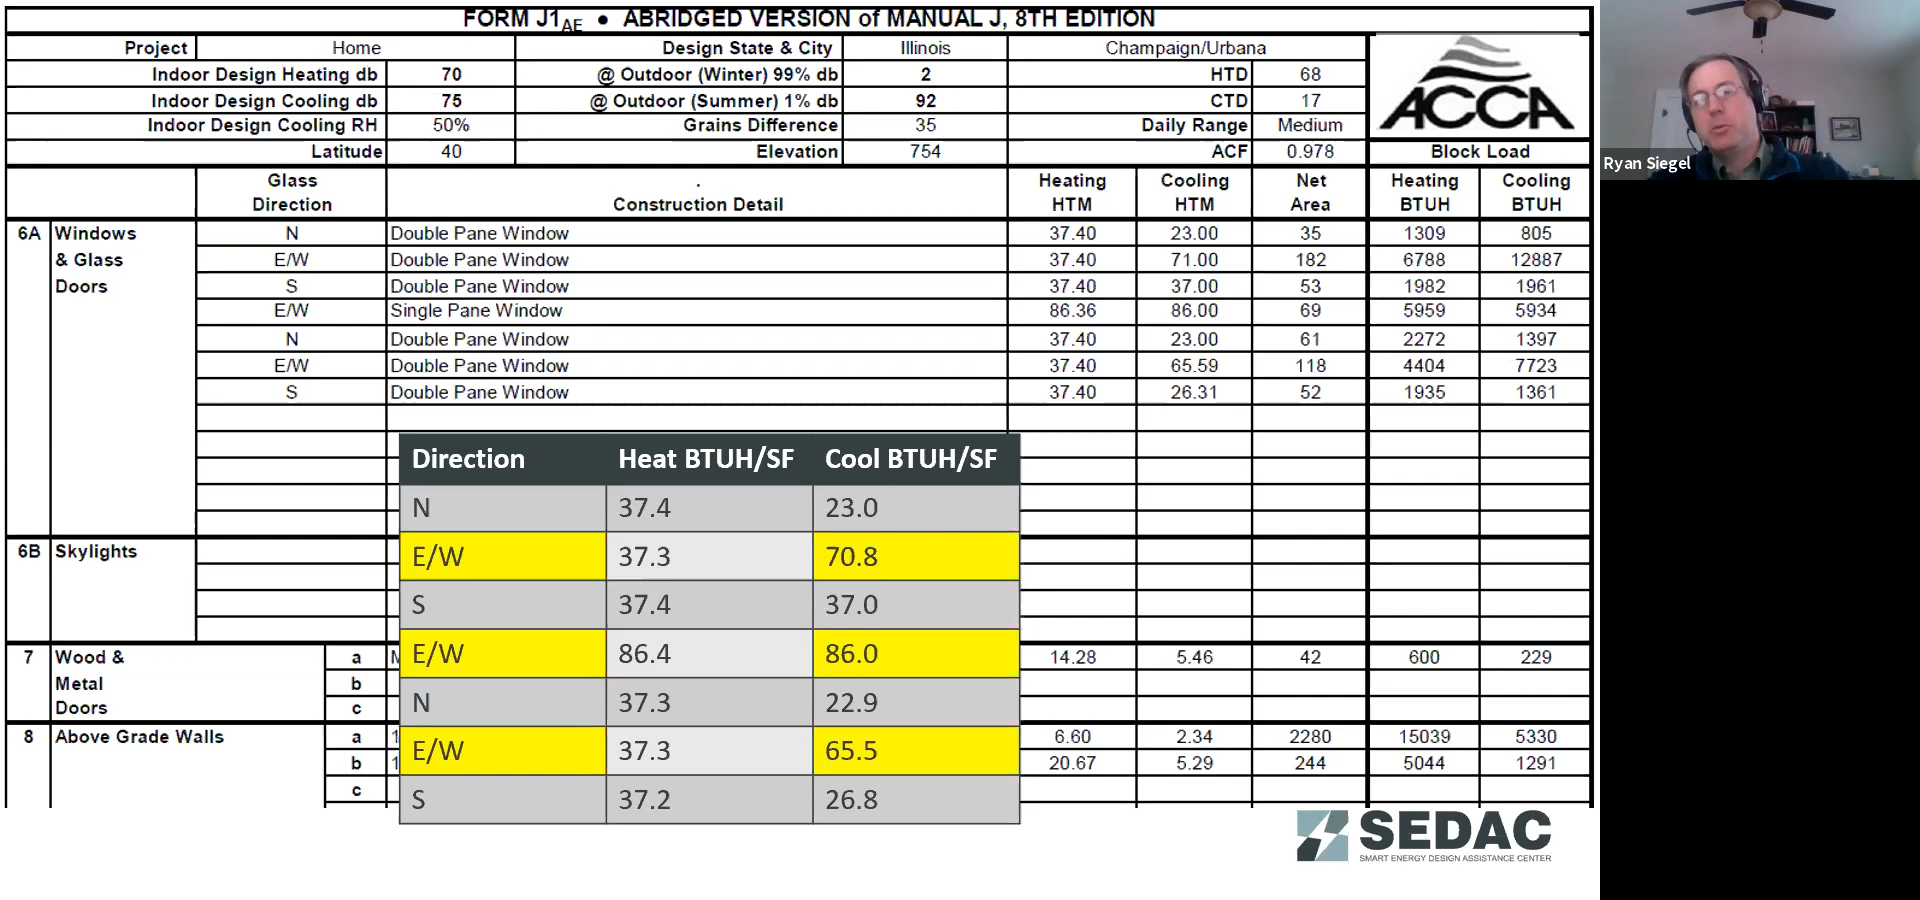 FORM J1AE ● ABRIDGED VERSION of MANUAL J, 8TH EDITION
Project Home Design State & City Illinois Champaign/Urbana
Indoor Design Heating db 70 @ Outdoor (Winter) 99% db 2 HTD 68
Indoor Design Cooling db 75 @ Outdoor (Summer) 1% db 92 CTD 17
Indoor Design Cooling RH 50% Grains Difference 35 Daily Range Medium
Latitude 40 Elevation 754 ACF 0.978
ACCA
Block Load
Glass Direction . Construction Detail Heating HTM Cooling HTM Net Area Heating BTUH Cooling BTUH
6A Windows N Double Pane Window 37.40 23.00 35 1309 805
& Glass E/W Double Pane Window 37.40 71.00 182 6788 12887
Doors S Double Pane Window 37.40 37.00 53 1982 1961
E/W Single Pane Window 86.36 86.00 69 5959 5934
N Double Pane Window 37.40 23.00 61 2272 1397
E/W Double Pane Window 37.40 65.59 118 4404 7723
S Double Pane Window 37.40 26.31 52 1935 1361
Direction Heat BTUH/SF Cool BTUH/SF
N 37.4 23.0
E/W 37.3 70.8
S 37.4 37.0
E/W 86.4 86.0
N 37.3 22.9
E/W 37.3 65.5
S 37.2 26.8
6B Skylights
7 Wood & a 14.28 5.46 42 600 229
Metal b
Doors c
8 Above Grade Walls a 1 6.60 2.34 2280 15039 5330
b 1 20.67 5.29 244 5044 1291
c
SEDAC
SMART ENERGY DESIGN ASSISTANCE CENTER
Ryan Siegel